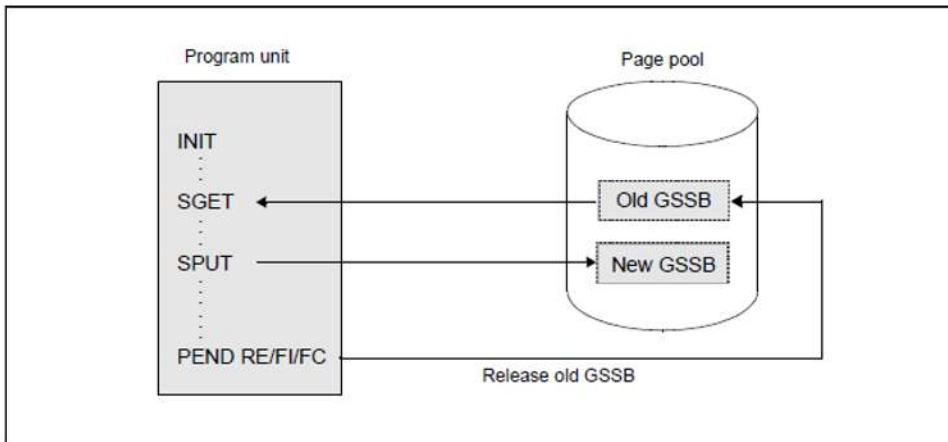 Program unit
Page pool
INIT
SGET
Old GSSB
SPUT
New GSSB
PEND RE/FI/FC
Release old GSSB